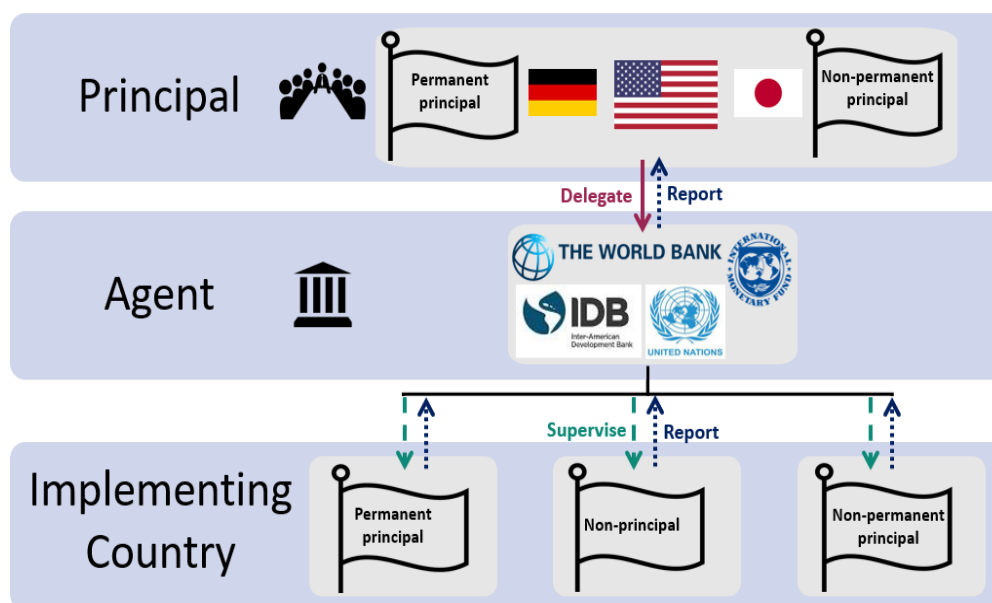 Principal
Permanent
principal
Non-permanent
principal
Delegate
Report
Agent
THE WORLD BANK
INTERNATIONAL
MONETARY FUND
IDB
Inter-American
Development Bank
UNITED NATIONS
Supervise
Report
Implementing
Country
Permanent
principal
Non-principal
Non-permanent
principal